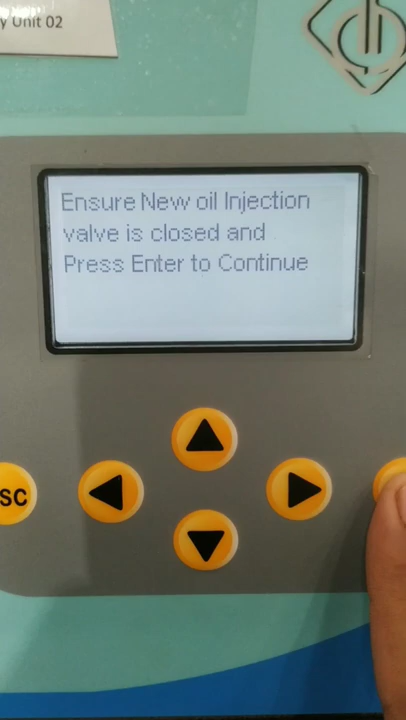 y Unit 02
Ensure New oil Injection
valve is closed and
Press Enter to Continue
SC